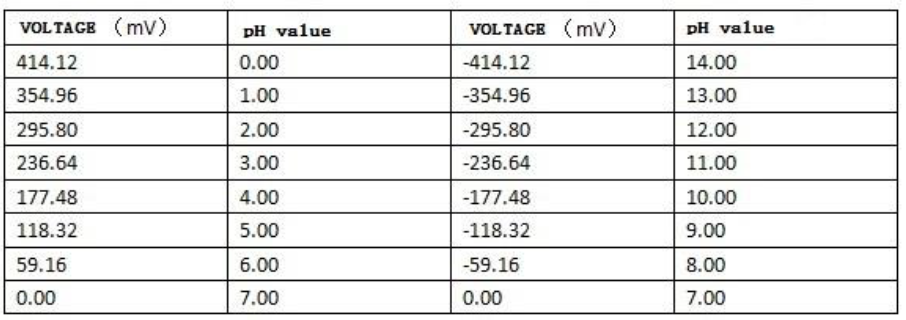 VOLTAGE （mV） pH value VOLTAGE （mV） pH value
414.12 0.00 -414.12 14.00
354.96 1.00 -354.96 13.00
295.80 2.00 -295.80 12.00
236.64 3.00 -236.64 11.00
177.48 4.00 -177.48 10.00
118.32 5.00 -118.32 9.00
59.16 6.00 -59.16 8.00
0.00 7.00 0.00 7.00